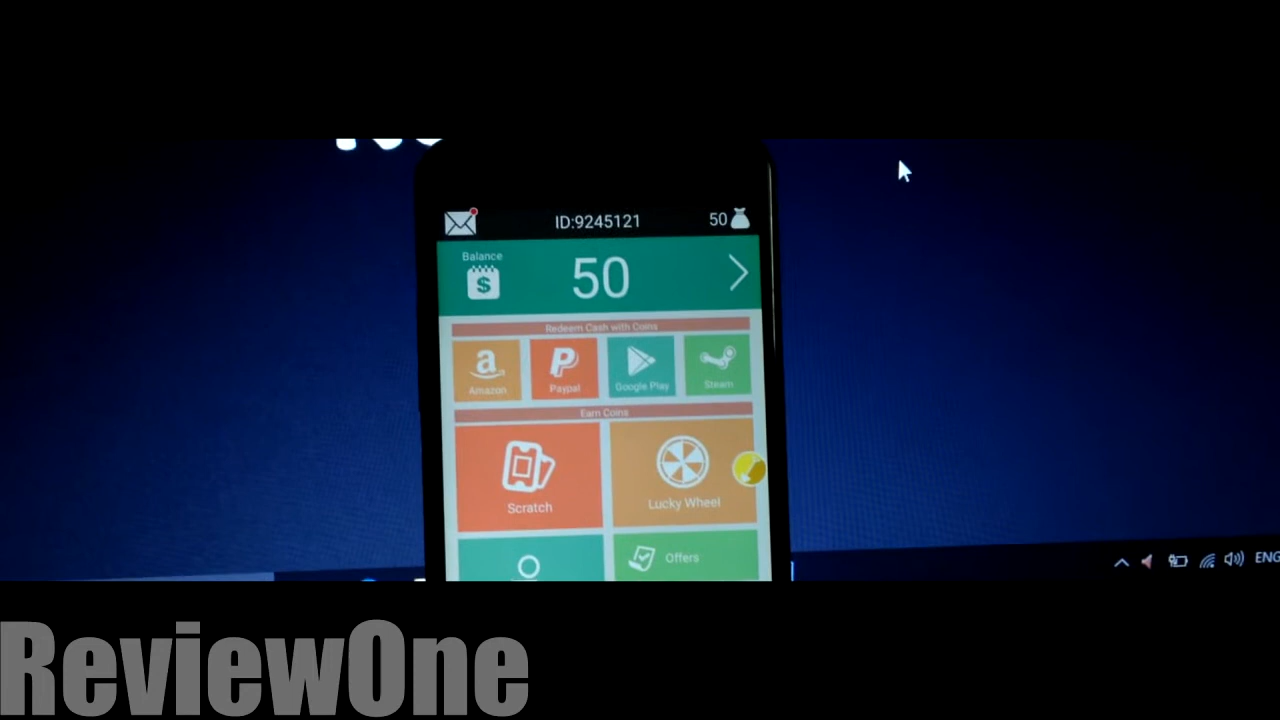 ID:9245121
50
Balance
$
50
Redeem Cash with Coins
a
Amazon
Paypal
Google Play
Steam
Earn Coins
Scratch
Lucky Wheel
Offers
ENG
ReviewOne